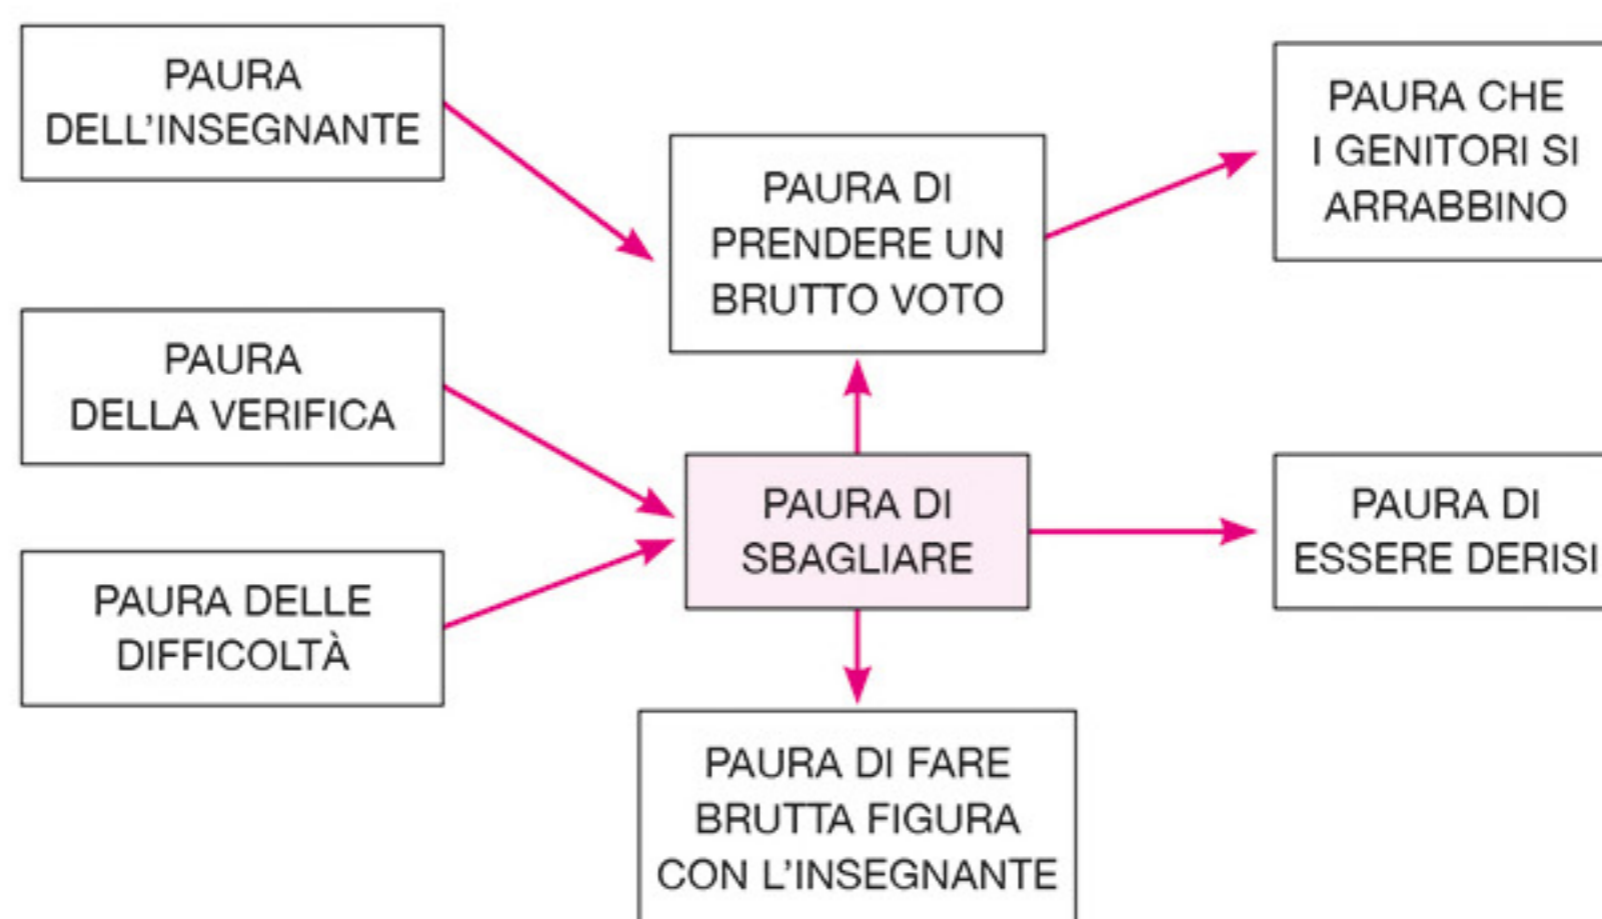 PAURA
DELL'INSEGNANTE
PAURA DI
PRENDERE UN
BRUTTO VOTO
PAURA CHE
I GENITORI SI
ARRABBINO
PAURA
DELLA VERIFICA
PAURA DI
SBAGLIARE
PAURA DI
ESSERE DERISI
PAURA DELLE
DIFFICOLTÀ
PAURA DI FARE
BRUTTA FIGURA
CON L'INSEGNANTE